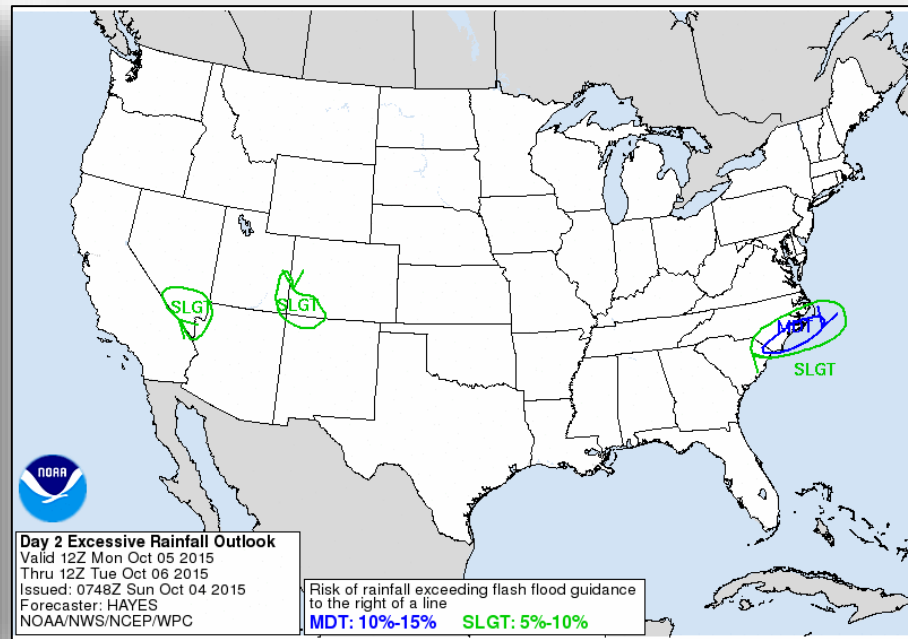 SLGT
SLGT
MDT
SLGT
NOAA
Day 2 Excessive Rainfall Outlook
Valid 12Z Mon Oct 05 2015
Thru 12Z Tue Oct 06 2015
Issued: 0748Z Sun Oct 04 2015
Forecaster: HAYES
NOAA/NWS/NCEP/WPC
Risk of rainfall exceeding flash flood guidance
to the right of a line
MDT: 10%-15% SLGT: 5%-10%